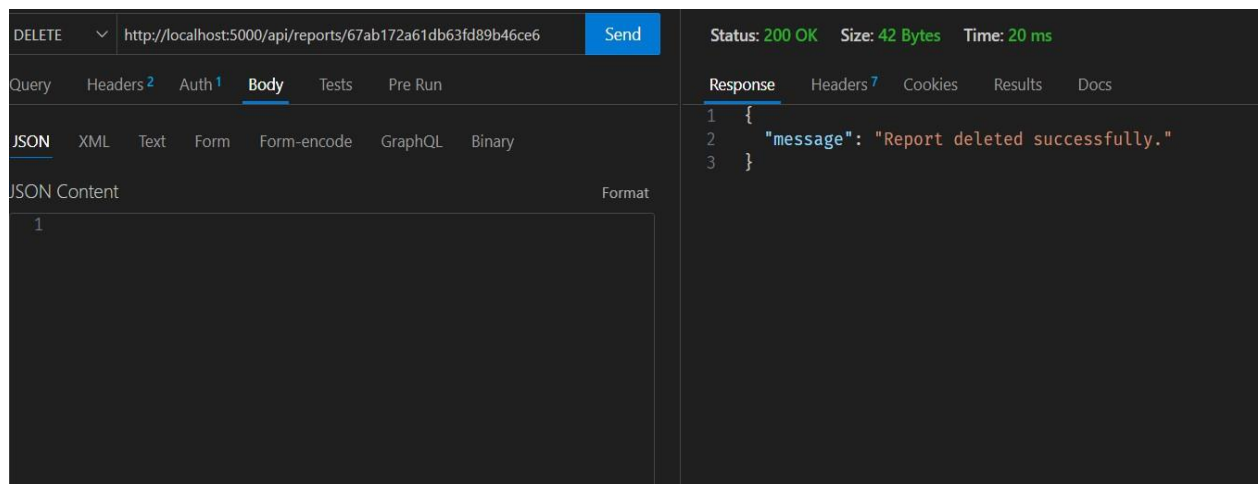 DELETE http://localhost:5000/api/reports/67ab172a61db63fd89b46ce6 Send
Query Headers 2 Auth 1 Body Tests Pre Run
JSON XML Text Form Form-encode GraphQL Binary
JSON Content Format
1
Status: 200 OK Size: 42 Bytes Time: 20 ms
Response Headers 7 Cookies Results Docs
1 {
2 "message": "Report deleted successfully."
3 }